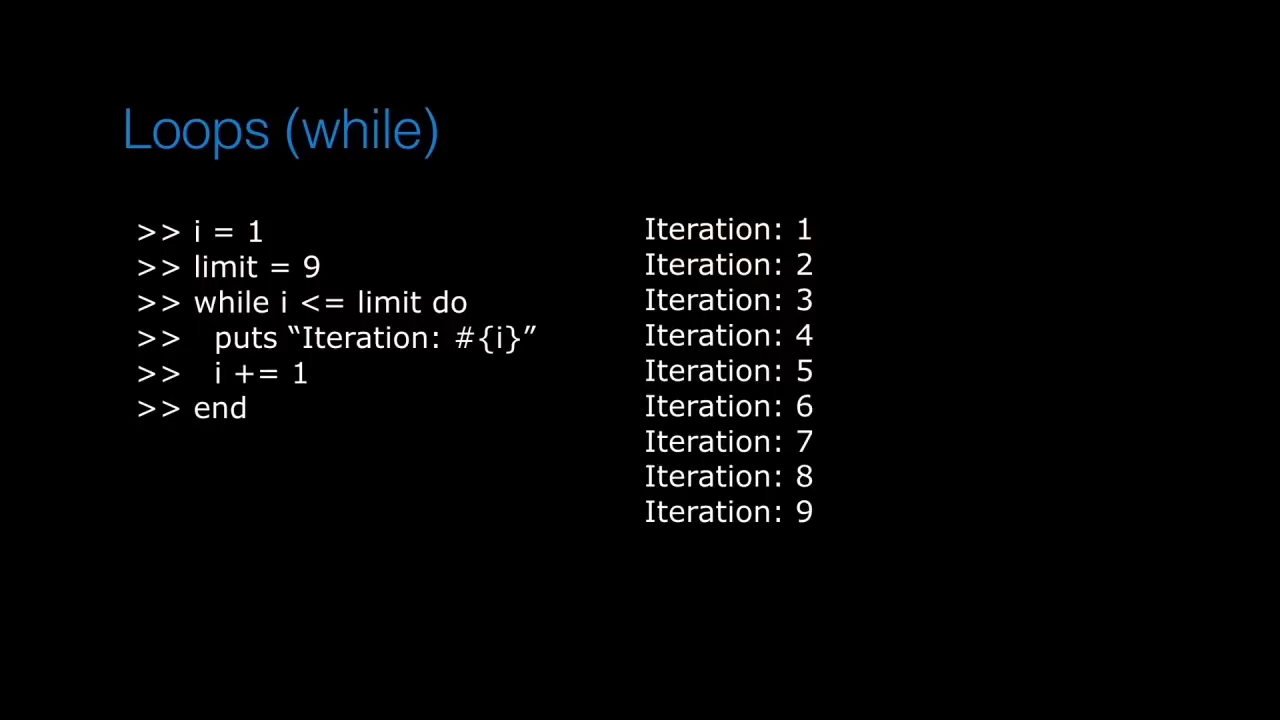 Loops (while)
>> i = 1
>> limit = 9
>> while i <= limit do
>>   puts “Iteration: #{i}”
>>   i += 1
>> end
Iteration: 1
Iteration: 2
Iteration: 3
Iteration: 4
Iteration: 5
Iteration: 6
Iteration: 7
Iteration: 8
Iteration: 9